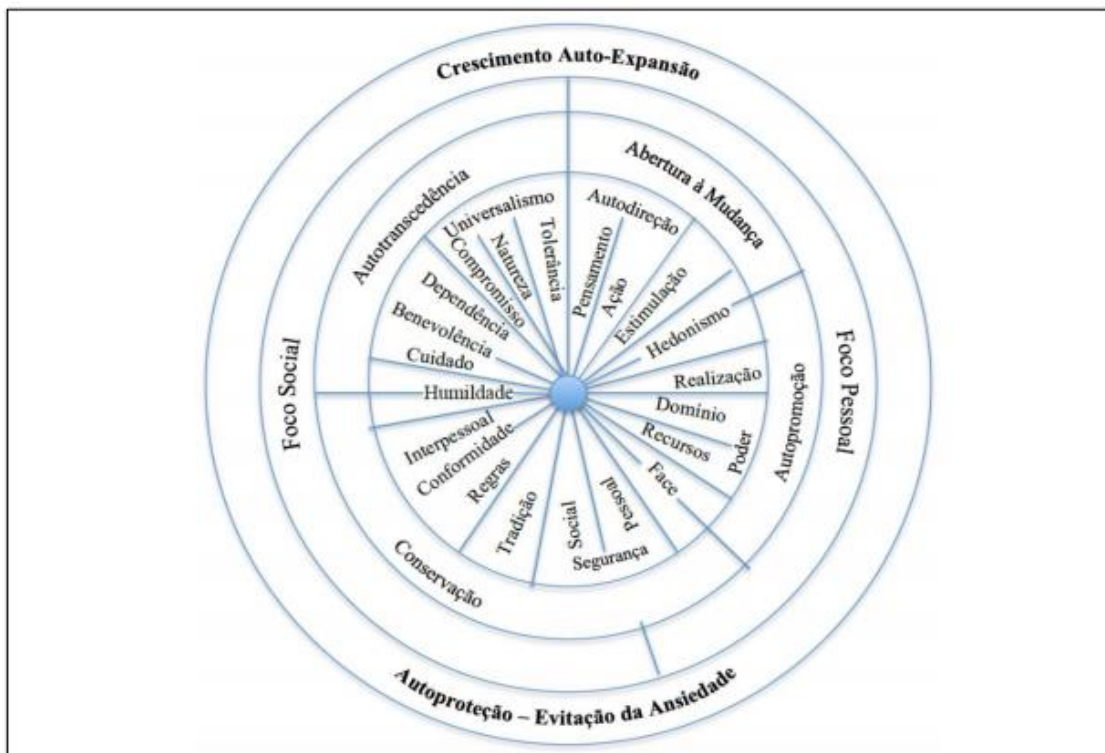 Crescimento Auto-Expansão
Abertura à Mudança
Autotranscedência
Universalismo
Natureza
Tolerância
Compromisso
Dependência
Benevolência
Cuidado
Humildade
Autodireção
Pensamento
Ação
Estimulação
Hedonismo
Realização
Domínio
Recursos
Poder
Face
Foco Social
Foco Pessoal
Autopromoção
Interpessoal
Conformidade
Regras
Tradição
Social
Pessoal
Segurança
Conservação
Autoproteção – Evitação da Ansiedade